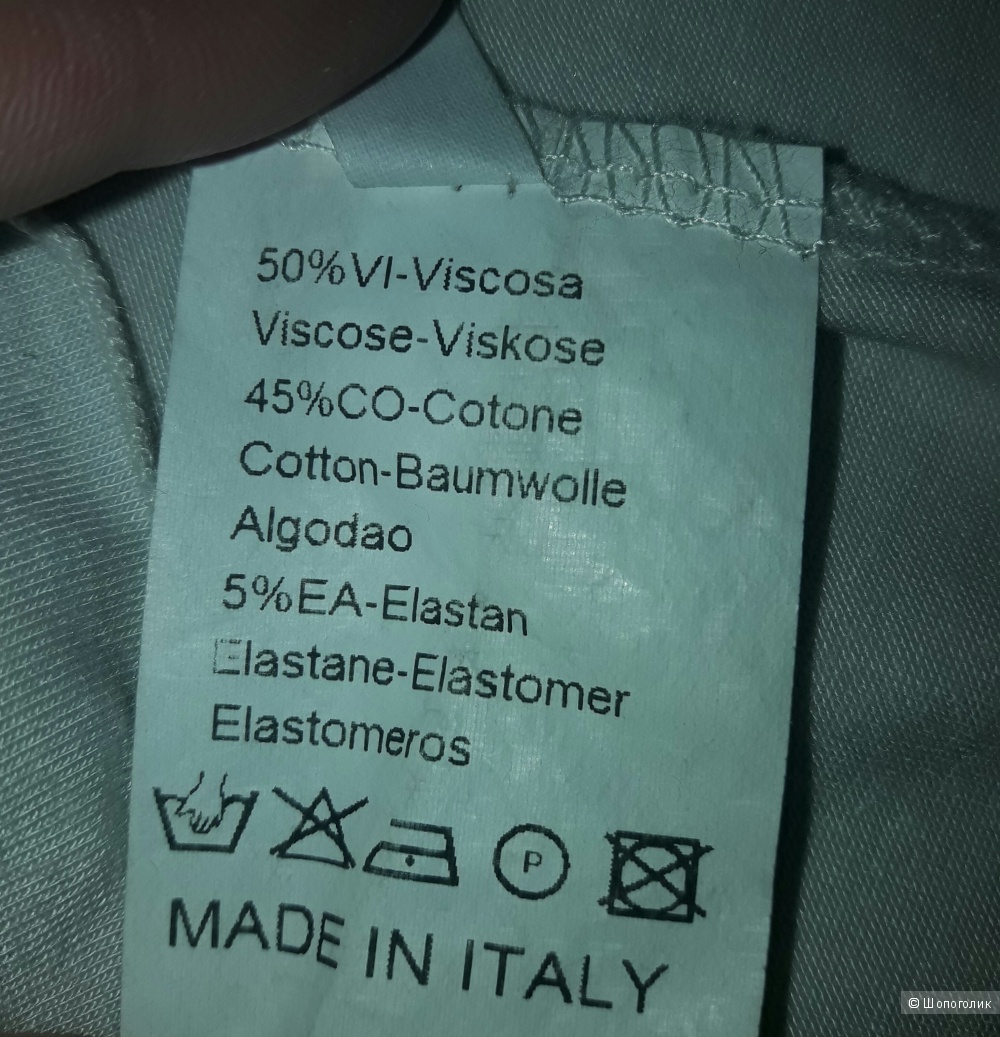 50%VI-Viscosa
Viscose-Viskose
45%CO-Cotone
Cotton-Baumwolle
Algodao
5%EA-Elastan
Elastane-Elastomer
Elastomeros
P
MADE IN ITALY
© Шопоголик